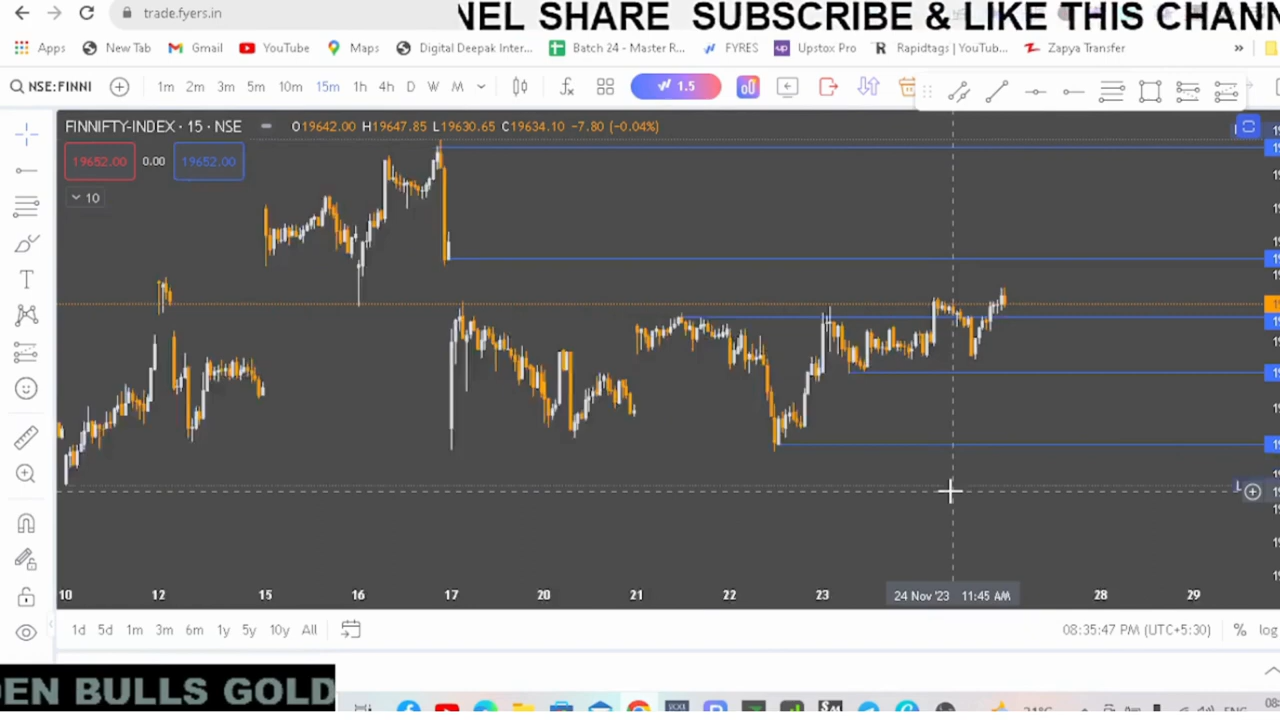 NEL SHARE SUBSCRIBE & LIKE THIS CHANN
trade.fyers.in
Apps New Tab Gmail YouTube Maps Digital Deepak Inter... Batch 24 - Master R... FYRES Upstox Pro Rapidtags | YouTub... Zapya Transfer »
NSE:FINNI 1m 2m 3m 5m 10m 15m 1h 4h D W M 1.5
FINNIFTY-INDEX · 15 · NSE O19642.00 H19647.85 L19630.65 C19634.10 -7.80 (-0.04%)
19652.00 0.00 19652.00
10
T
10 12 15 16 17 20 21 22 23 24 Nov '23 11:45 AM 28 29
1d 5d 1m 3m 6m 1y 5y 10y All 08:35:47 PM (UTC+5:30) % log
DEN BULLS GOLD